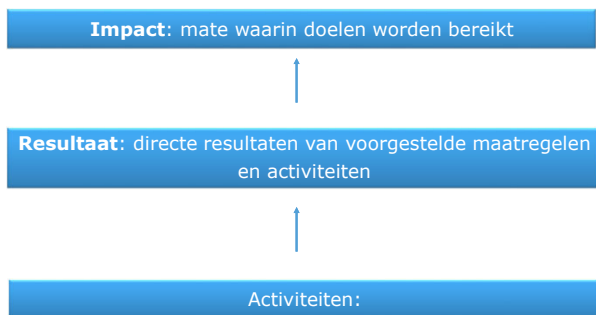 Impact: mate waarin doelen worden bereikt
Resultaat: directe resultaten van voorgestelde maatregelen
en activiteiten
Activiteiten: